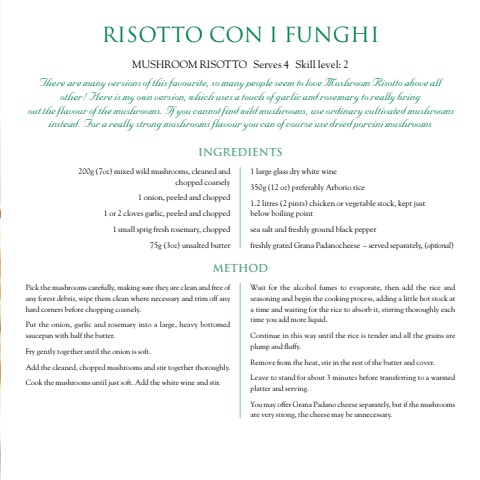 RISOTTO CON I FUNGHI
MUSHROOM RISOTTO Serves 4 Skill level: 2
There are many versions of this favourite, so many people seem to love Mushroom Risotto above all
other! Here is my own version, which uses a touch of garlic and rosemary to really bring
out the flavour of the mushrooms. If you cannot find wild mushrooms, use ordinary cultivated mushrooms
instead. For a really strong mushrooms flavour you can of course use dried porcini mushrooms
INGREDIENTS
200g (7oz) mixed wild mushrooms, cleaned and
chopped coarsely
1 onion, peeled and chopped
1 or 2 cloves garlic, peeled and chopped
1 small sprig fresh rosemary, chopped
75g (3oz) unsalted butter
1 large glass dry white wine
350g (12 oz) preferably Arborio rice
1.2 litres (2 pints) chicken or vegetable stock, kept just
below boiling point
sea salt and freshly ground black pepper
freshly grated Grana Padanocheese – served separately, (optional)
METHOD
Pick the mushrooms carefully, making sure they are clean and free of
any forest debris, wipe them clean where necessary and trim off any
hard corners before chopping coarsely.
Put the onion, garlic and rosemary into a large, heavy bottomed
saucepan with half the butter.
Fry gently together until the onion is soft.
Add the cleaned, chopped mushrooms and stir together thoroughly.
Cook the mushrooms until just soft. Add the white wine and stir.
Wait for the alcohol fumes to evaporate, then add the rice and
seasoning and begin the cooking process, adding a little hot stock at
a time and waiting for the rice to absorb it, stirring thoroughly each
time you add more liquid.
Continue in this way until the rice is tender and all the grains are
plump and fluffy.
Remove from the heat, stir in the rest of the butter and cover.
Leave to stand for about 3 minutes before transferring to a warmed
platter and serving.
You may offer Grana Padano cheese separately, but if the mushrooms
are very strong, the cheese may be unnecessary.